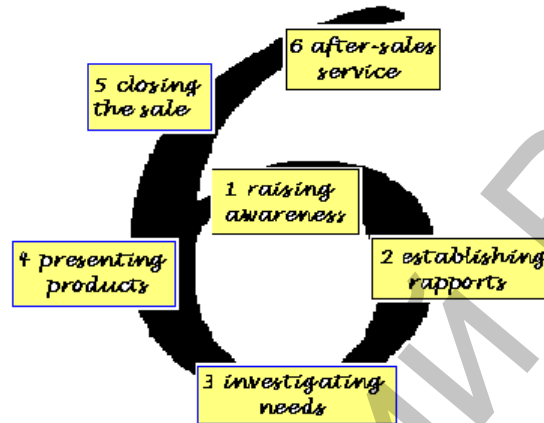 6 after-sales
service
5 closing
the sale
1 raising
awareness
4 presenting
products
2 establishing
rapports
3 investigating
needs